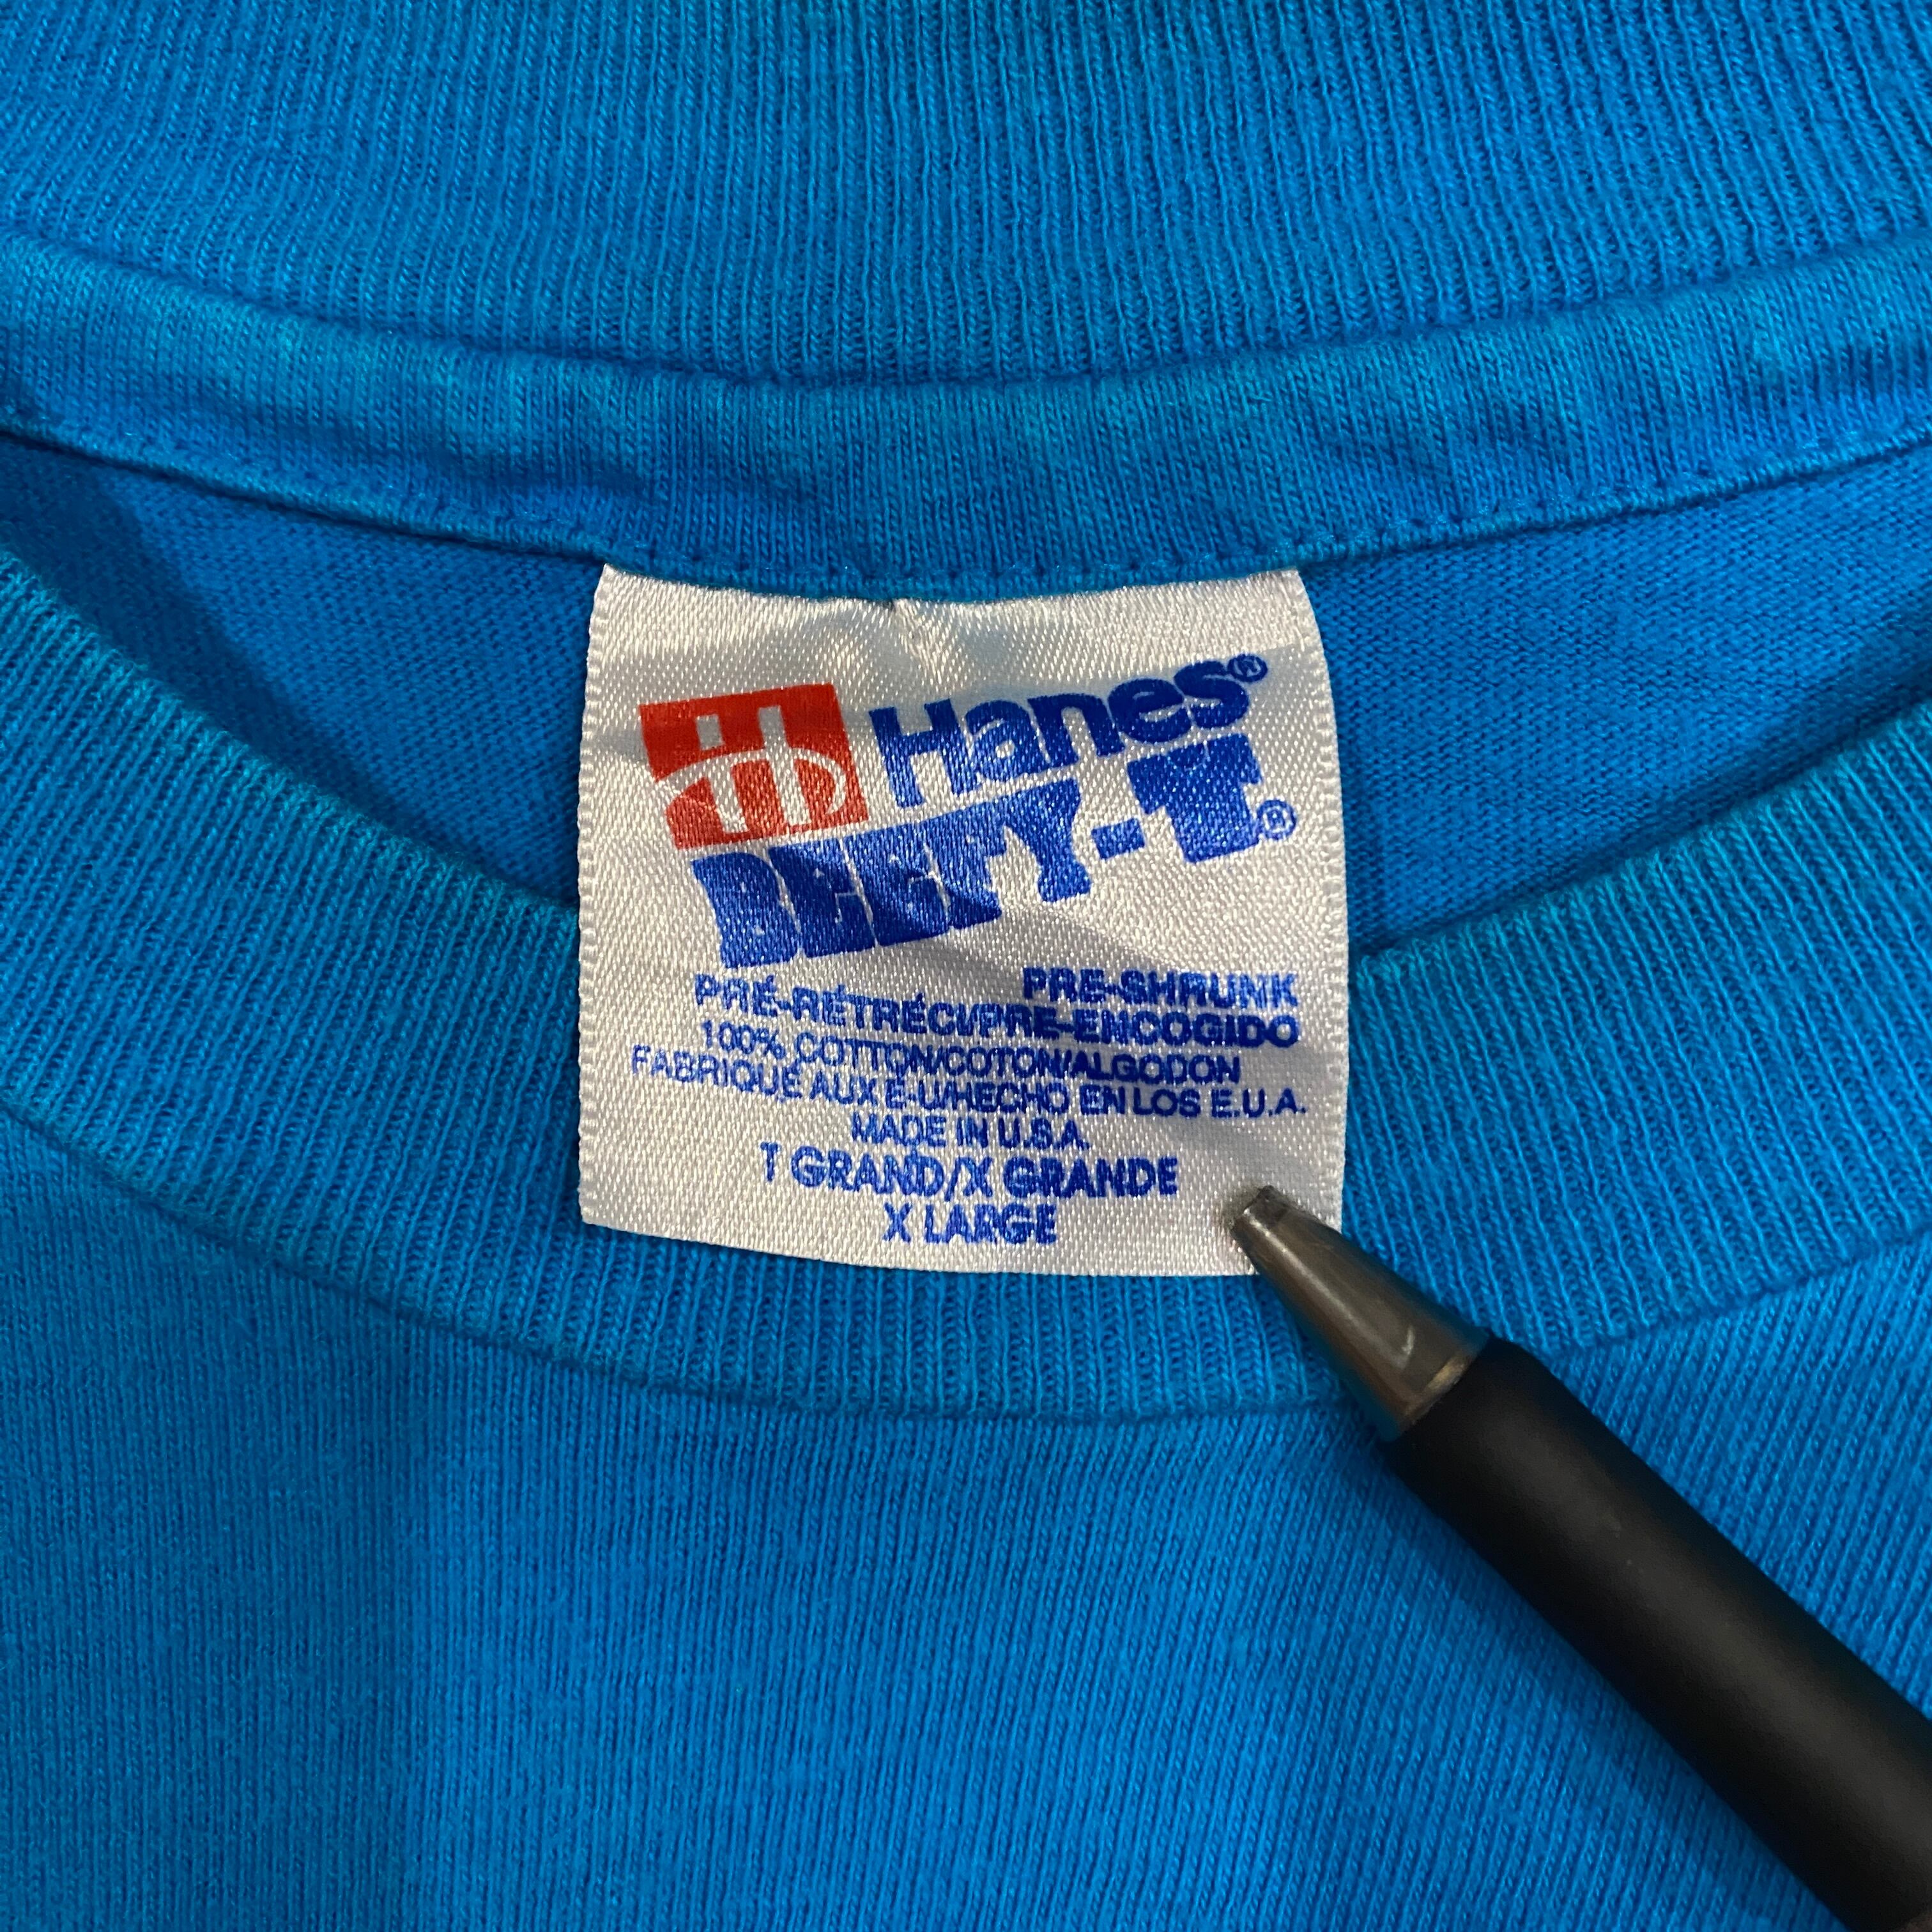 Hanes®
BEEFY-T.®
PRE-SHRUNK
PRÉ-RÉTRÉCI/PRE-ENCOGIDO
100% COTTON/COTON/ALGODON
FABRIQUÉ AUX É-U/HECHO EN LOS E.U.A.
MADE IN U.S.A.
T GRAND/X GRANDE
X LARGE